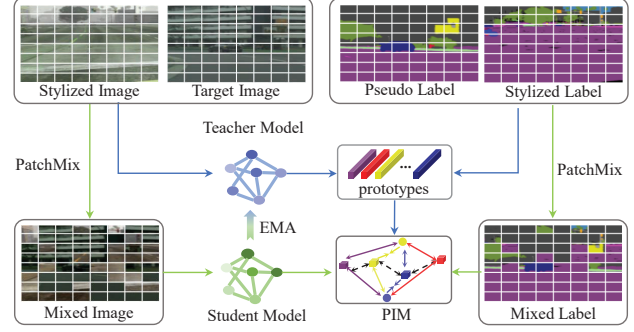 Stylized Image
Target Image
Pseudo Label
Stylized Label
Teacher Model
PatchMix
PatchMix
...
prototypes
EMA
Mixed Image
Student Model
PIM
Mixed Label